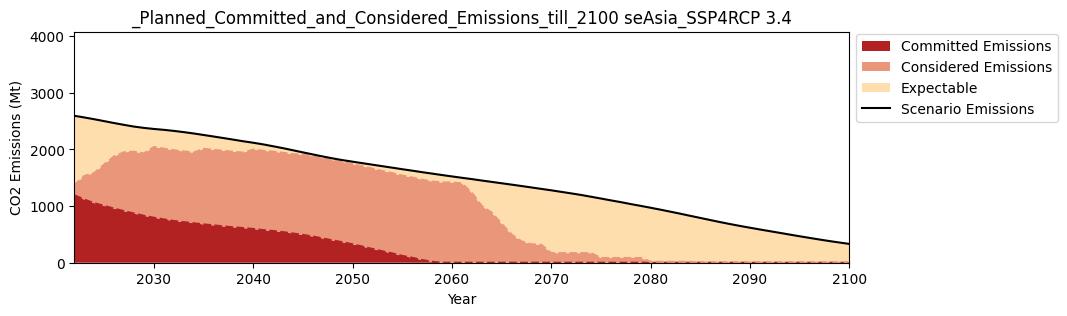 _Planned_Committed_and_Considered_Emissions_till_2100 seAsia_SSP4RCP 3.4
4000
3000
2000
1000
0
CO2 Emissions (Mt)
2030 2040 2050 2060 2070 2080 2090 2100
Year
Committed Emissions
Considered Emissions
Expectable
Scenario Emissions